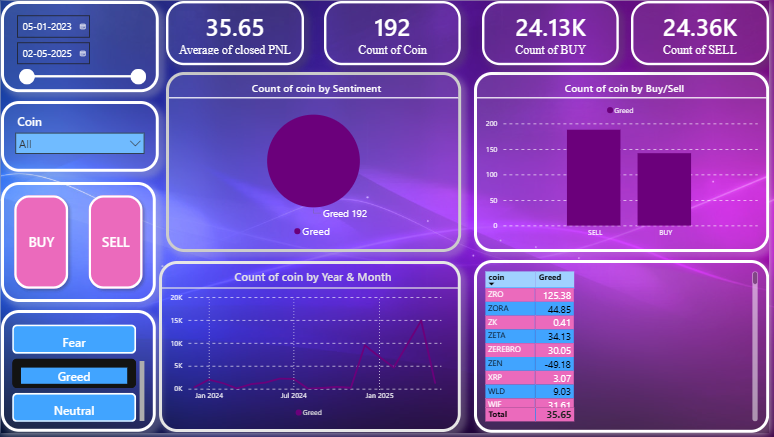 05-01-2023
02-05-2025
Coin
All
BUY
SELL
Fear
Greed
Neutral
35.65
Average of closed PNL
192
Count of Coin
24.13K
Count of BUY
24.36K
Count of SELL
Count of coin by Sentiment
Greed 192
Greed
Count of coin by Buy/Sell
Greed
200
150
100
50
0
SELL
BUY
Count of coin by Year & Month
20K
15K
10K
5K
0K
Jan 2024
Jul 2024
Jan 2025
Greed
coin Greed
ZRO 125.38
ZORA 44.85
ZK 0.41
ZETA 34.13
ZEREBRO 30.05
ZEN -49.18
XRP 3.07
WLD 9.03
WIF 31.61
Total 35.65